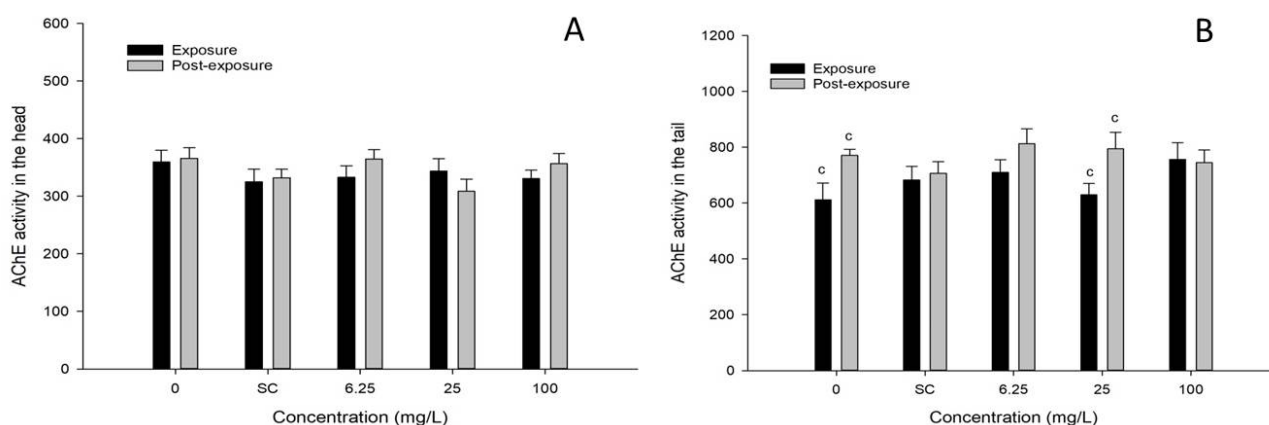 A
Exposure
Post-exposure
AChE activity in the head
600
500
400
300
200
100
0
0 SC 6.25 25 100
Concentration (mg/L)
B
Exposure
Post-exposure
AChE activity in the tail
1200
1000
800
600
400
200
0
c c c c
0 SC 6.25 25 100
Concentration (mg/L)